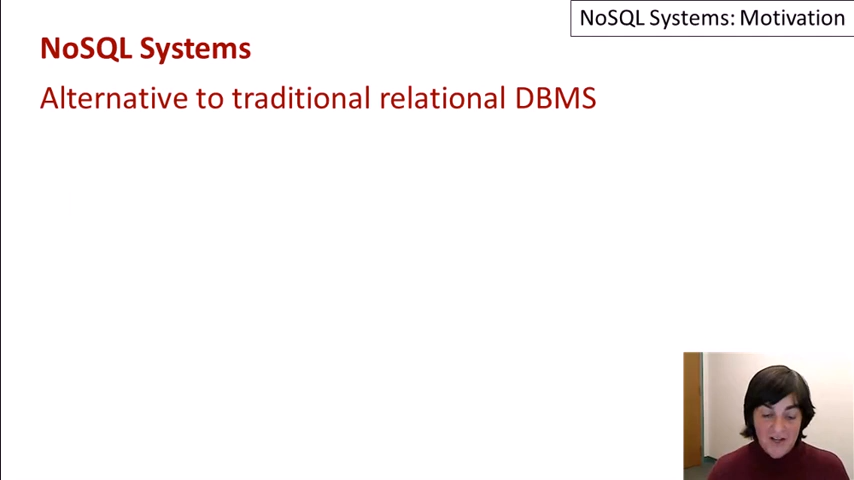 NoSQL Systems: Motivation
NoSQL Systems
Alternative to traditional relational DBMS